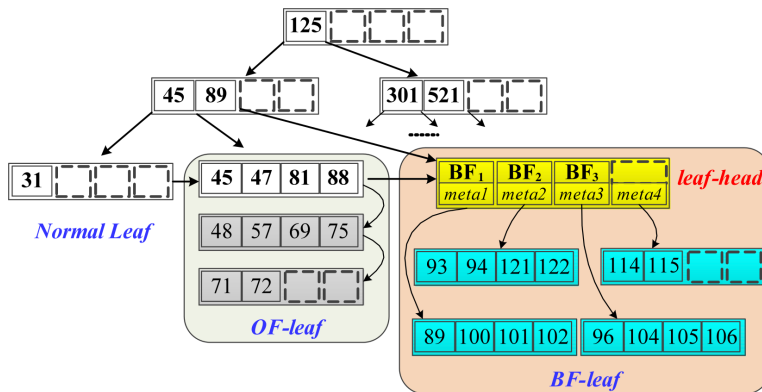 125
45 89
301 521
......
31
45 47 81 88
BF1 BF2 BF3
meta1 meta2 meta3 meta4
leaf-head
Normal Leaf
48 57 69 75
93 94 121 122
114 115
71 72
OF-leaf
89 100 101 102
96 104 105 106
BF-leaf